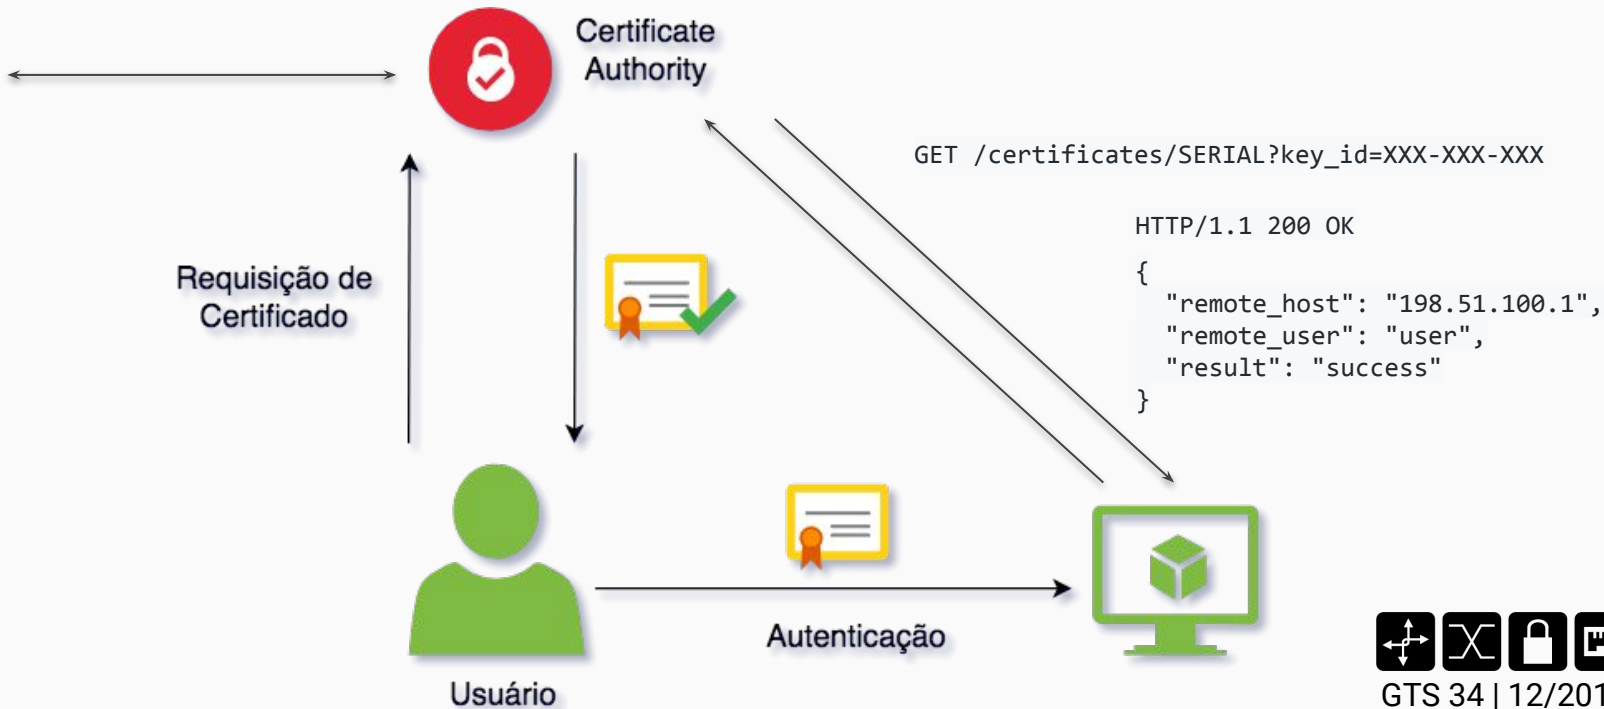 Certificate
Authority
GET /certificates/SERIAL?key_id=XXX-XXX-XXX
HTTP/1.1 200 OK
{
"remote_host": "198.51.100.1",
"remote_user": "user",
"result": "success"
}
Requisição de
Certificado
Autenticação
Usuário
GTS 34 | 12/201